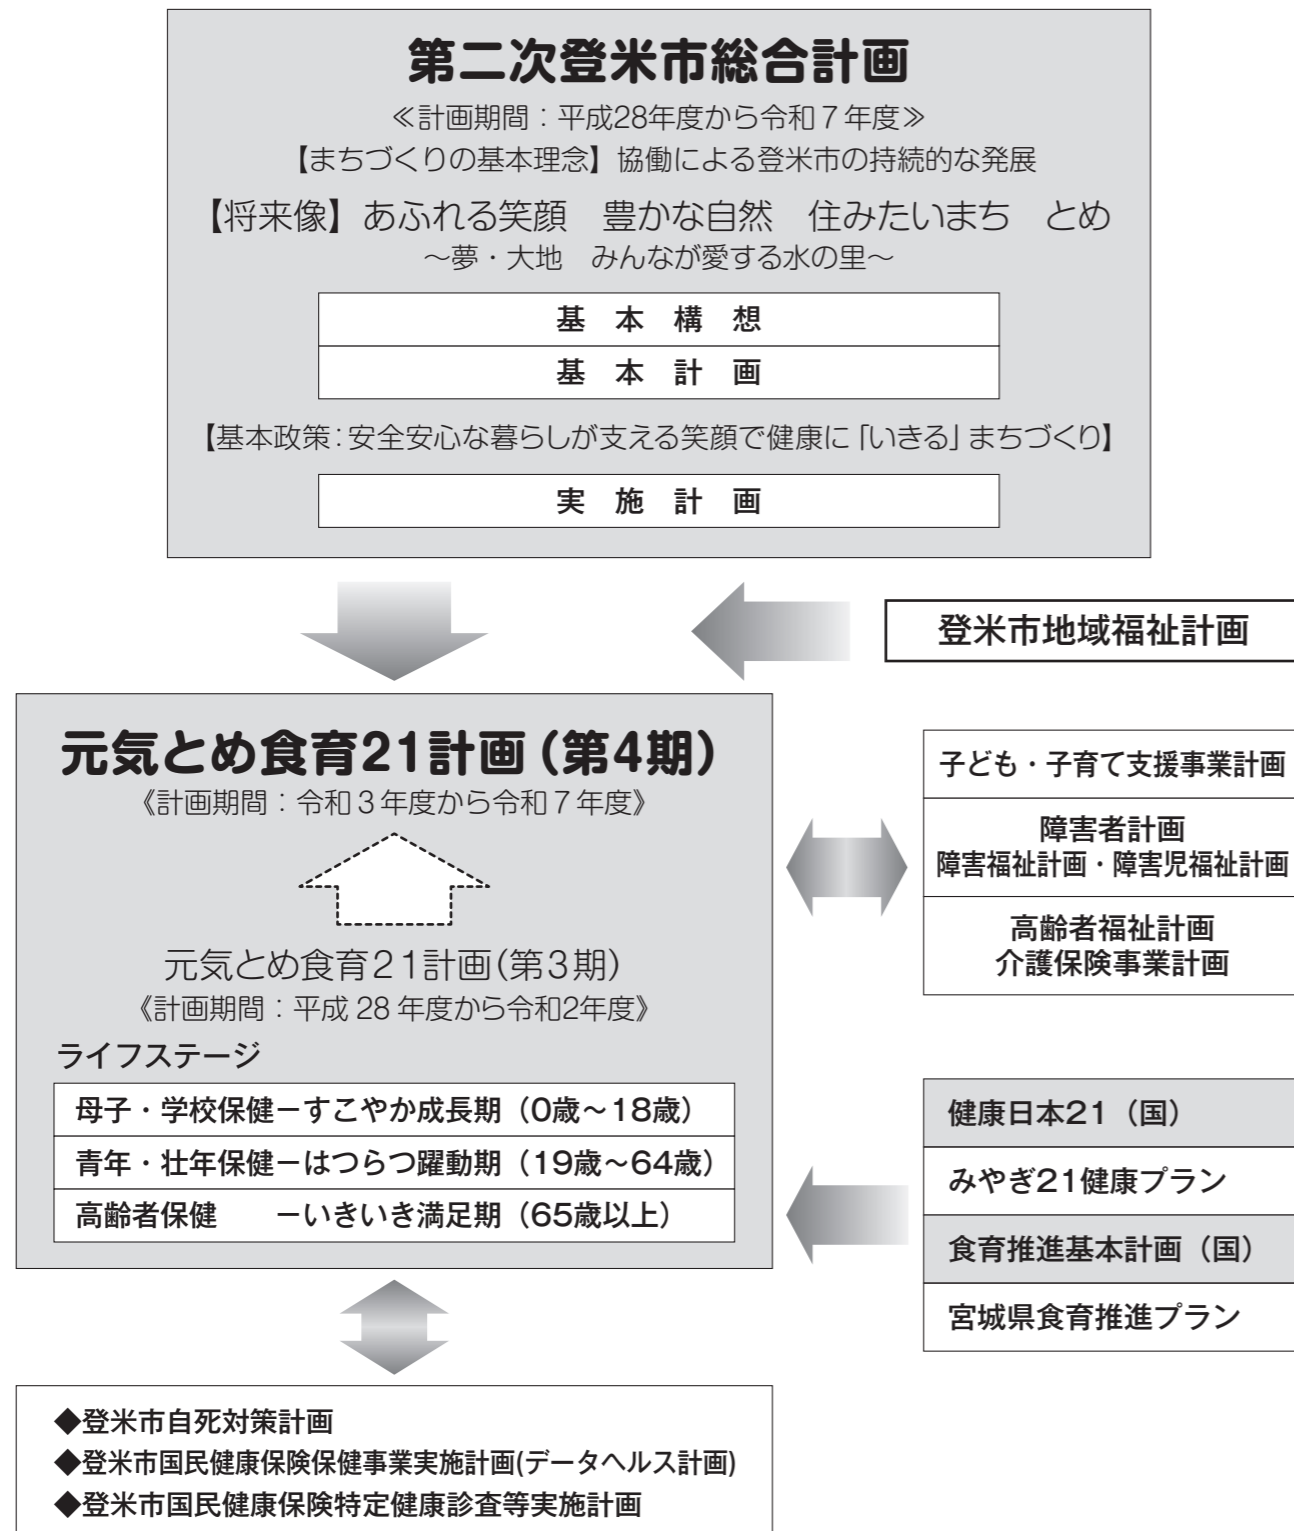 第二次登米市総合計画
≪計画期間：平成28年度から令和７年度≫
【まちづくりの基本理念】協働による登米市の持続的な発展
【将来像】あふれる笑顔　豊かな自然　住みたいまち　とめ
～夢・大地　みんなが愛する水の里～
基　本　構　想
基　本　計　画
【基本政策：安全安心な暮らしが支える笑顔で健康に「いきる」まちづくり】
実　施　計　画
登米市地域福祉計画
元気とめ食育21計画（第4期）
《計画期間：令和３年度から令和７年度》
元気とめ食育２１計画（第３期）
《計画期間：平成 28 年度から令和2年度》
ライフステージ
母子・学校保健－すこやか成長期（0歳～18歳）
青年・壮年保健－はつらつ躍動期（19歳～64歳）
高齢者保健　　－いきいき満足期（65歳以上）
子ども・子育て支援事業計画
障害者計画
障害福祉計画・障害児福祉計画
高齢者福祉計画
介護保険事業計画
健康日本21（国）
みやぎ21健康プラン
食育推進基本計画（国）
宮城県食育推進プラン
◆登米市自死対策計画
◆登米市国民健康保険保健事業実施計画(データヘルス計画)
◆登米市国民健康保険特定健康診査等実施計画